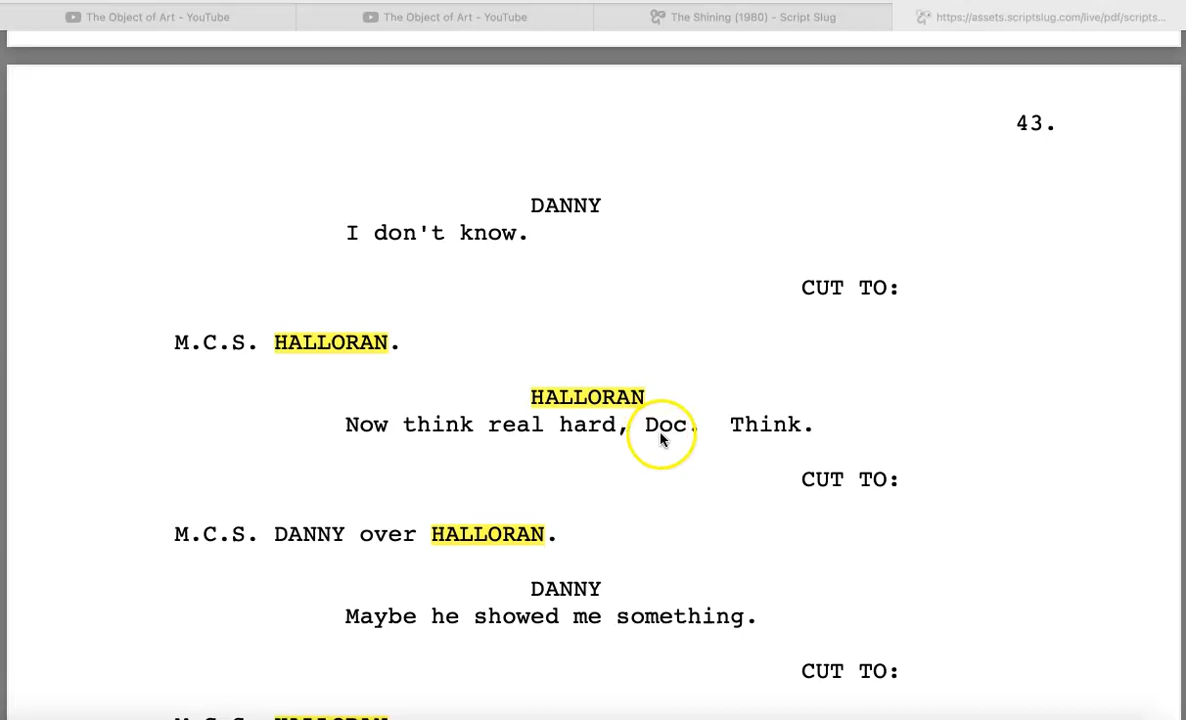 The Object of Art - YouTube
The Object of Art - YouTube
The Shining (1980) - Script Slug
https://assets.scriptslug.com/live/pdf/scripts...
43.
DANNY
I don't know.
CUT TO:
M.C.S. HALLORAN.
HALLORAN
Now think real hard, Doc. Think.
CUT TO:
M.C.S. DANNY over HALLORAN.
DANNY
Maybe he showed me something.
CUT TO:
M.C.S. HALLORAN